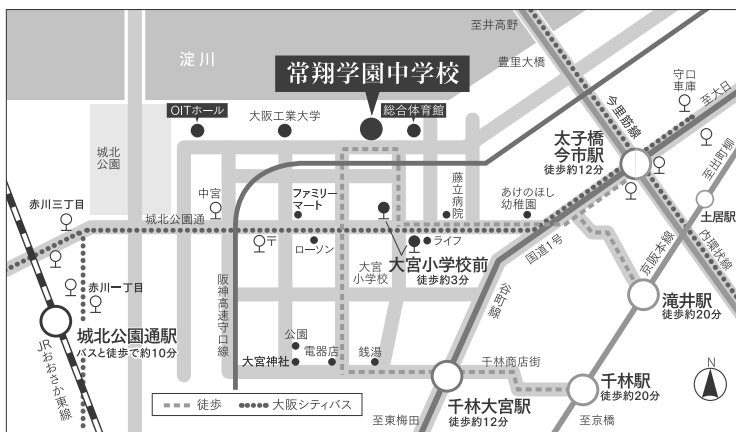 至井高野
淀川
豊里大橋
守口
車庫
至大日
常翔学園中学校
今里筋線
OITホール
大阪工業大学
総合体育館
太子橋
今市駅
徒歩約12分
至出町柳
城北
公園
藤立病院
あけのほし
幼稚園
赤川三丁目
中宮
ファミリー
マート
土居駅
城北公園通
国道1号
内環状線
〒
ローソン
ライフ
大宮
小学校
大宮小学校前
徒歩約3分
京阪本線
赤川一丁目
阪神高速守口線
谷町線
滝井駅
徒歩約20分
城北公園通駅
バスと徒歩で約10分
公園
大宮神社
電器店
銭湯
千林商店街
JRおおさか東線
N
千林駅
徒歩約20分
千林大宮駅
徒歩約12分
徒歩
大阪シティバス
至東梅田
至京橋